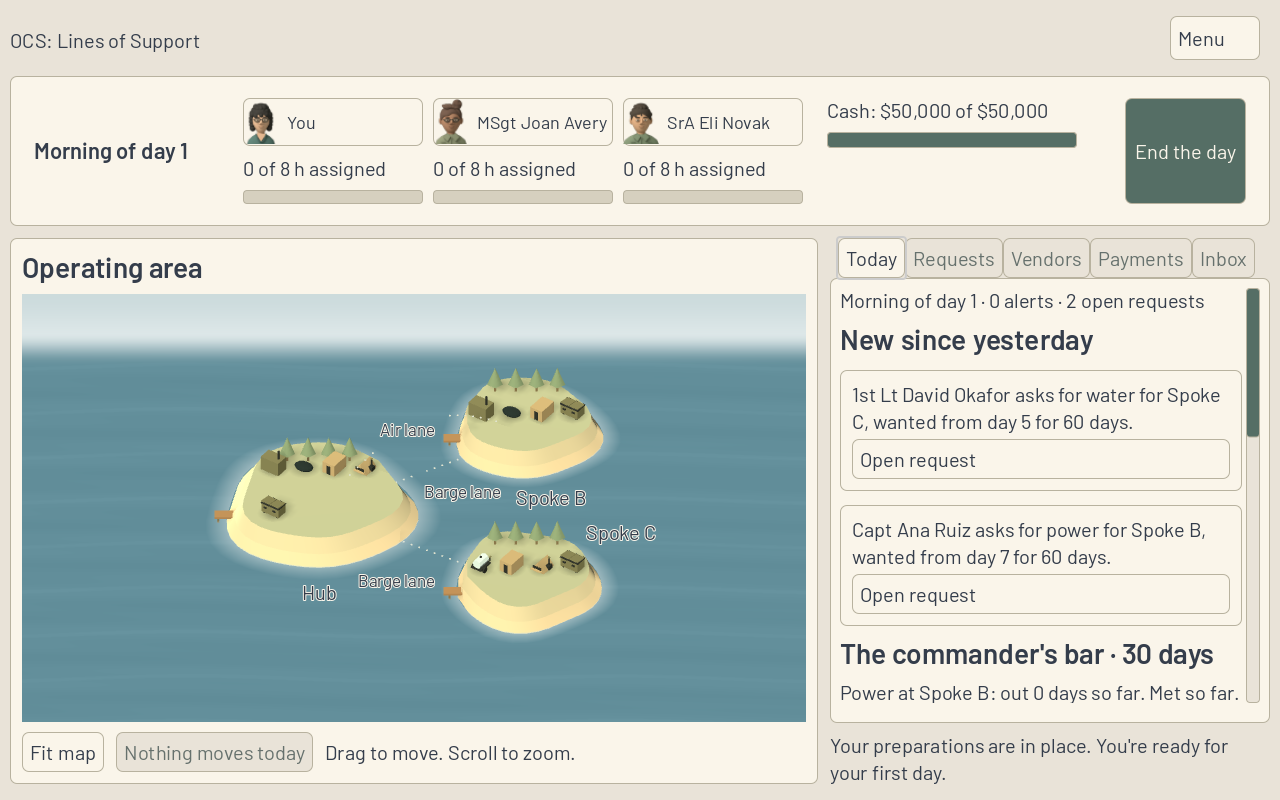 OCS: Lines of Support
Menu
Morning of day 1
You
MSgt Joan Avery
SrA Eli Novak
0 of 8 h assigned
0 of 8 h assigned
0 of 8 h assigned
Cash: $50,000 of $50,000
End the day
Operating area
Air lane
Barge lane
Spoke B
Spoke C
Barge lane
Hub
Fit map
Nothing moves today
Drag to move. Scroll to zoom.
Today
Requests
Vendors
Payments
Inbox
Morning of day 1 · 0 alerts · 2 open requests
New since yesterday
1st Lt David Okafor asks for water for Spoke
C, wanted from day 5 for 60 days.
Open request
Capt Ana Ruiz asks for power for Spoke B,
wanted from day 7 for 60 days.
Open request
The commander's bar · 30 days
Power at Spoke B: out 0 days so far. Met so far.
Your preparations are in place. You're ready for
your first day.